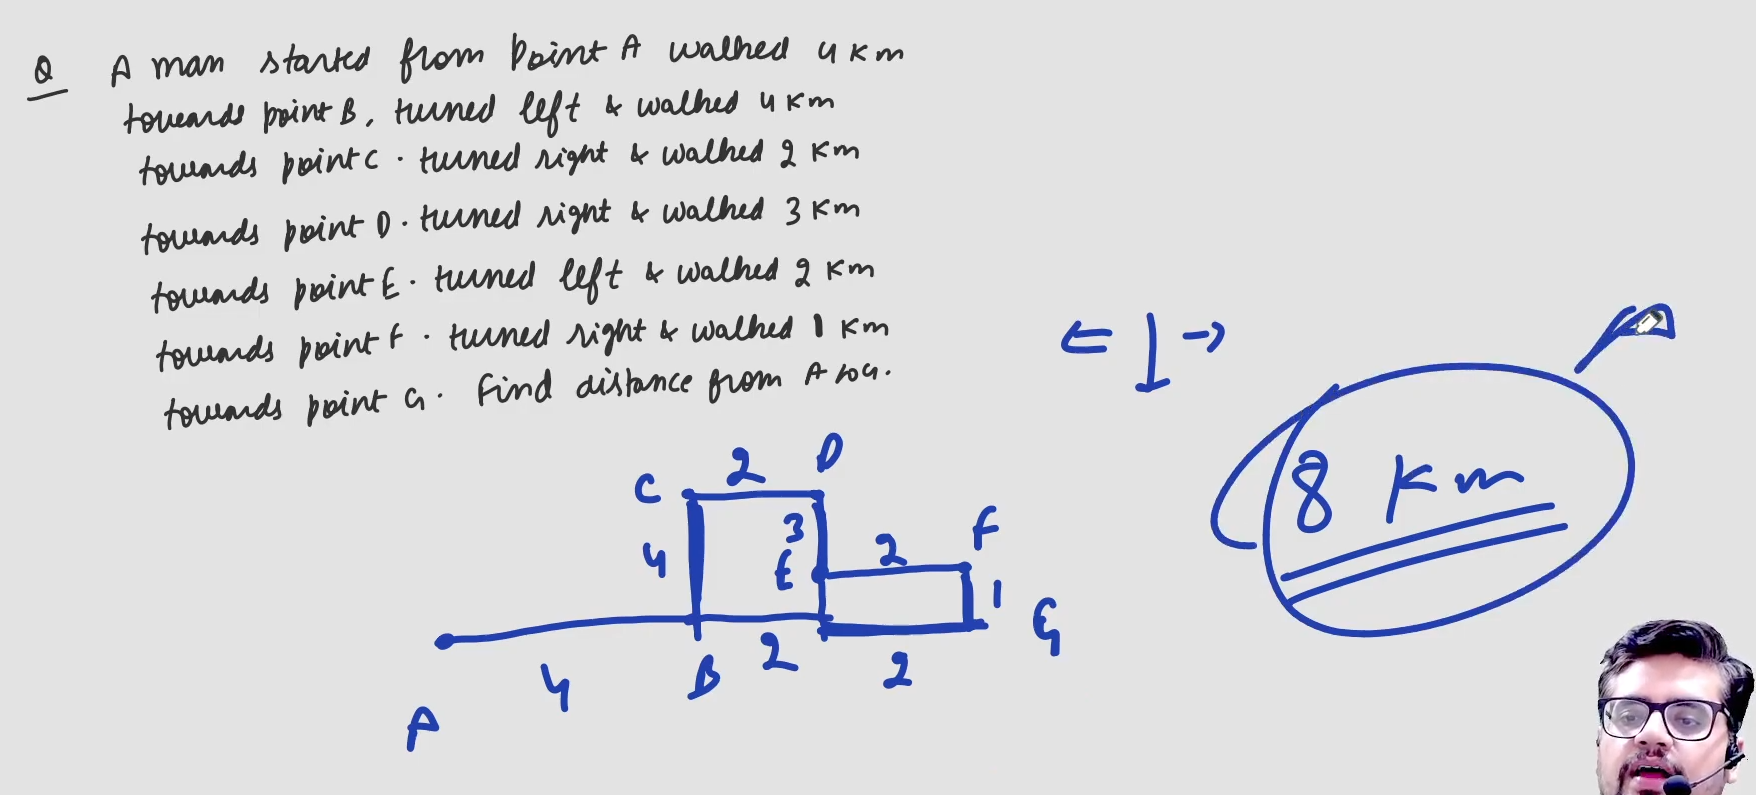 Q A man started from point A walked 4 Km
towards point B, turned left & walked 4 Km
towards point C. turned right & walked 2 Km
towards point D. turned right & walked 3 Km
towards point E. turned left & walked 2 Km
towards point F. turned right & walked 1 Km
towards point G. Find distance from A to G.
← ⊥ →
8 Km
C 2 D
4 3 E 2 F
1 G
A 4 B 2 2